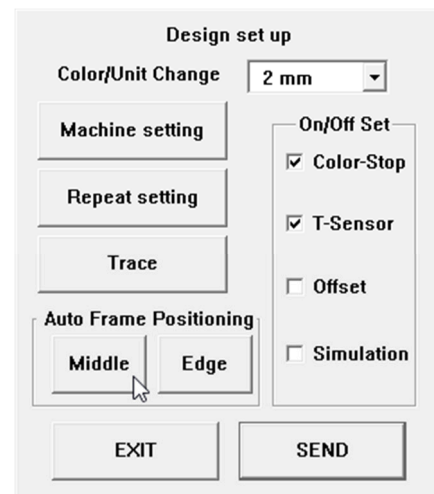 Design set up
Color/Unit Change 2 mm
Machine setting
On/Off Set
Color-Stop
Repeat setting
T-Sensor
Trace
Offset
Auto Frame Positioning
Middle Edge
Simulation
EXIT SEND